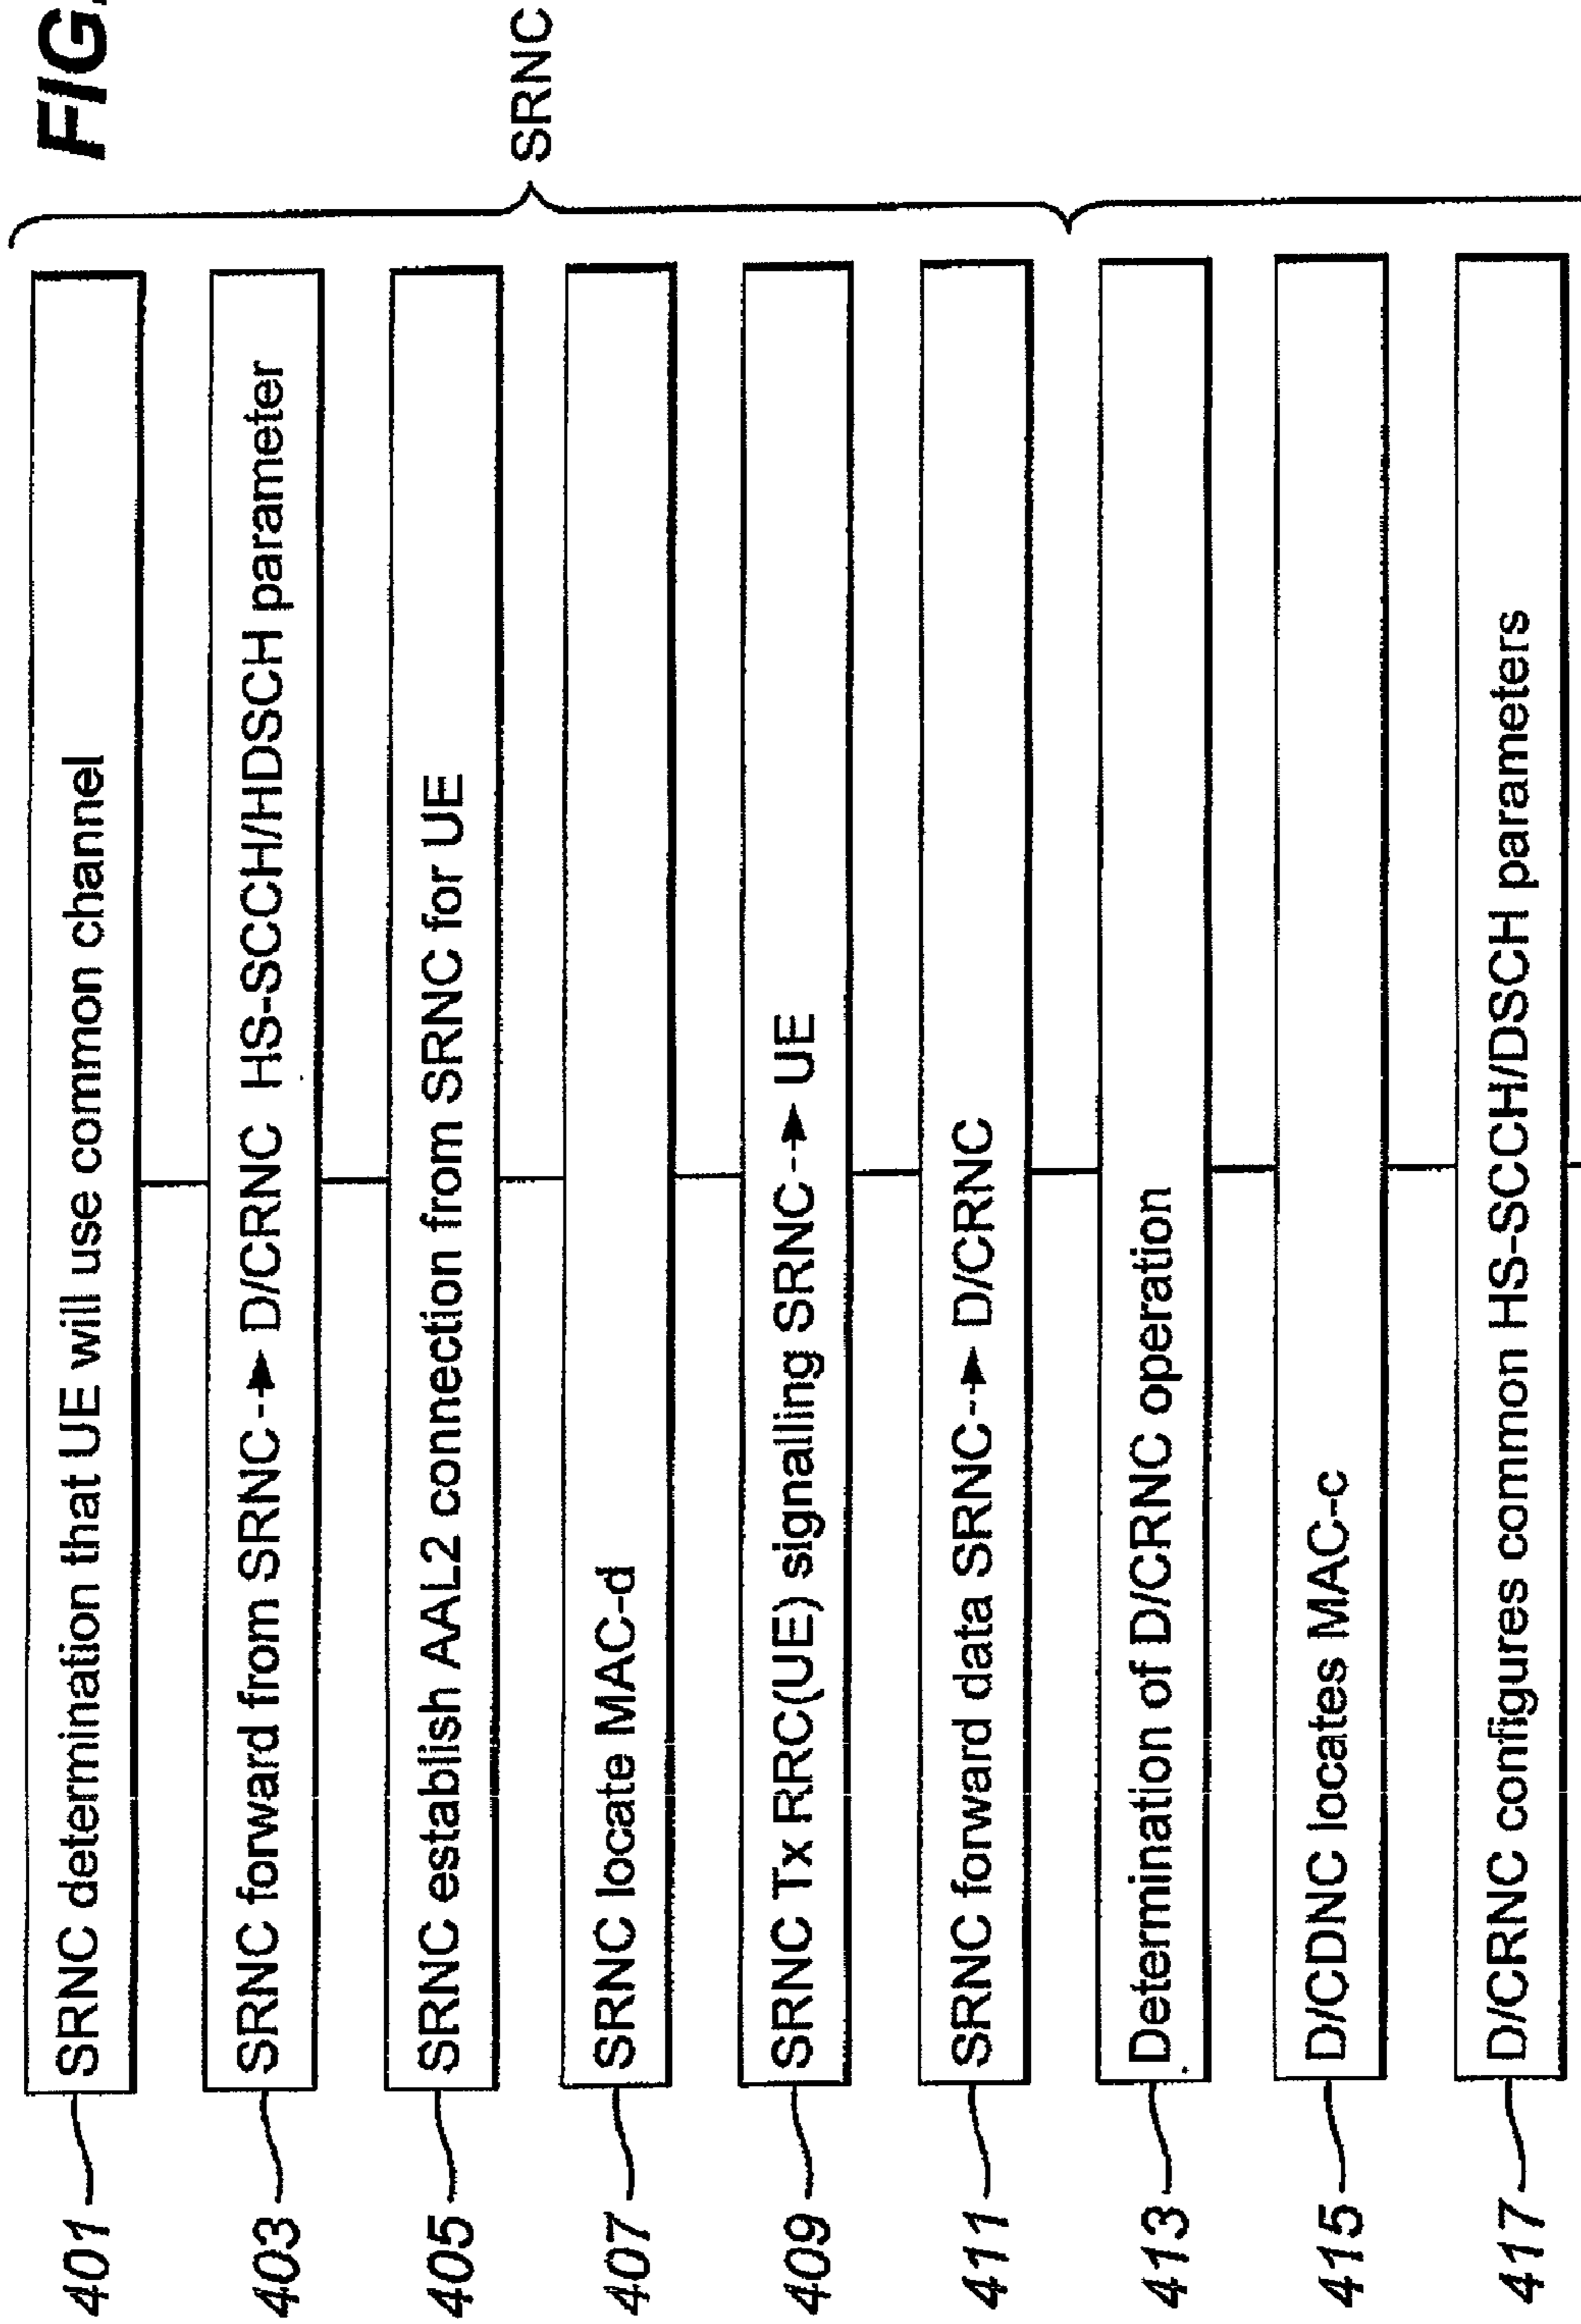 FIG.
401
SRNC determination that UE will use common channel
403
SRNC forward from SRNC --► D/CRNC HS-SCCH/HDSCH parameter
405
SRNC establish AAL2 connection from SRNC for UE
407
SRNC locate MAC-d
409
SRNC Tx RRC(UE) signalling SRNC --► UE
411
SRNC forward data SRNC --► D/CRNC
SRNC
413
Determination of D/CRNC operation
415
D/CDNC locates MAC-c
417
D/CRNC configures common HS-SCCH/DSCH parameters